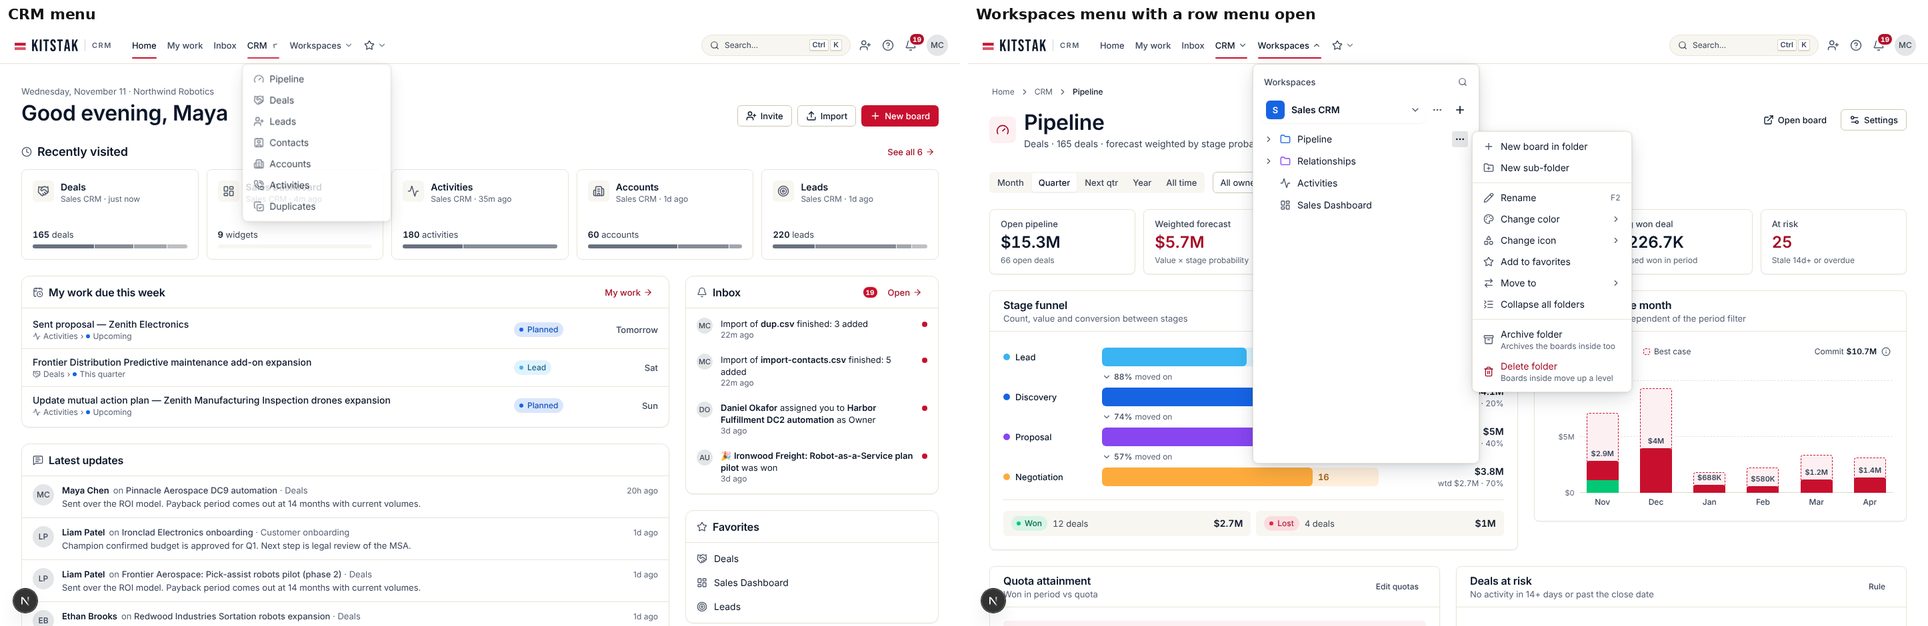 CRM menu
KITSTAK CRM Home My work Inbox CRM Workspaces Search... Ctrl K 19 MC
Pipeline
Deals
Leads
Contacts
Accounts
Activities
Duplicates
Wednesday, November 11 · Northwind Robotics
Good evening, Maya
Invite Import New board
Recently visited
See all 6
Deals
Sales CRM · just now
165 deals
9 widgets
Activities
Sales CRM · 35m ago
180 activities
Accounts
Sales CRM · 1d ago
60 accounts
Leads
Sales CRM · 1d ago
220 leads
My work due this week
My work
Sent proposal — Zenith Electronics
Activities › Upcoming
Planned
Tomorrow
Frontier Distribution Predictive maintenance add-on expansion
Deals › This quarter
Lead
Sat
Update mutual action plan — Zenith Manufacturing Inspection drones expansion
Activities › Upcoming
Planned
Sun
Latest updates
MC
Maya Chen on Pinnacle Aerospace DC9 automation · Deals
20h ago
Sent over the ROI model. Payback period comes out at 14 months with current volumes.
LP
Liam Patel on Ironclad Electronics onboarding · Customer onboarding
1d ago
Champion confirmed budget is approved for Q1. Next step is legal review of the MSA.
LP
Liam Patel on Frontier Aerospace: Pick-assist robots pilot (phase 2) · Deals
1d ago
Sent over the ROI model. Payback period comes out at 14 months with current volumes.
N
EB
Ethan Brooks on Redwood Industries Sortation robots expansion · Deals
1d ago
Inbox
19
Open
MC
Import of dup.csv finished: 3 added
22m ago
MC
Import of import-contacts.csv finished: 5
added
22m ago
DO
Daniel Okafor assigned you to Harbor
Fulfillment DC2 automation as Owner
3d ago
AU
🎉 Ironwood Freight: Robot-as-a-Service plan
pilot was won
3d ago
Favorites
Deals
Sales Dashboard
Leads
Workspaces menu with a row menu open
KITSTAK CRM Home My work Inbox CRM Workspaces Search... Ctrl K 19 MC
Home > CRM > Pipeline
Pipeline
Deals · 165 deals · forecast weighted by stage proba
Open board Settings
Month Quarter Next qtr Year All time All owne
Workspaces
S Sales CRM
Pipeline
Relationships
Activities
Sales Dashboard
New board in folder
New sub-folder
Rename F2
Change color
Change icon
Add to favorites
Move to
Collapse all folders
Archive folder
Archives the boards inside too
Delete folder
Boards inside move up a level
Open pipeline
$15.3M
66 open deals
Weighted forecast
$5.7M
Value × stage probability
won deal
226.7K
sed won in period
At risk
25
Stale 14d+ or overdue
Stage funnel
Count, value and conversion between stages
Lead
88% moved on
Discovery
· 20%
74% moved on
Proposal
$5M
· 40%
57% moved on
Negotiation
16
$3.8M
wtd $2.7M · 70%
Won
12 deals
$2.7M
Lost
4 deals
$1M
e month
ependent of the period filter
Best case
Commit $10.7M
$5M
$0
$2.9M
$4M
$688K
$580K
$1.2M
$1.4M
Nov Dec Jan Feb Mar Apr
N
Quota attainment
Won in period vs quota
Edit quotas
Deals at risk
No activity in 14+ days or past the close date
Rule